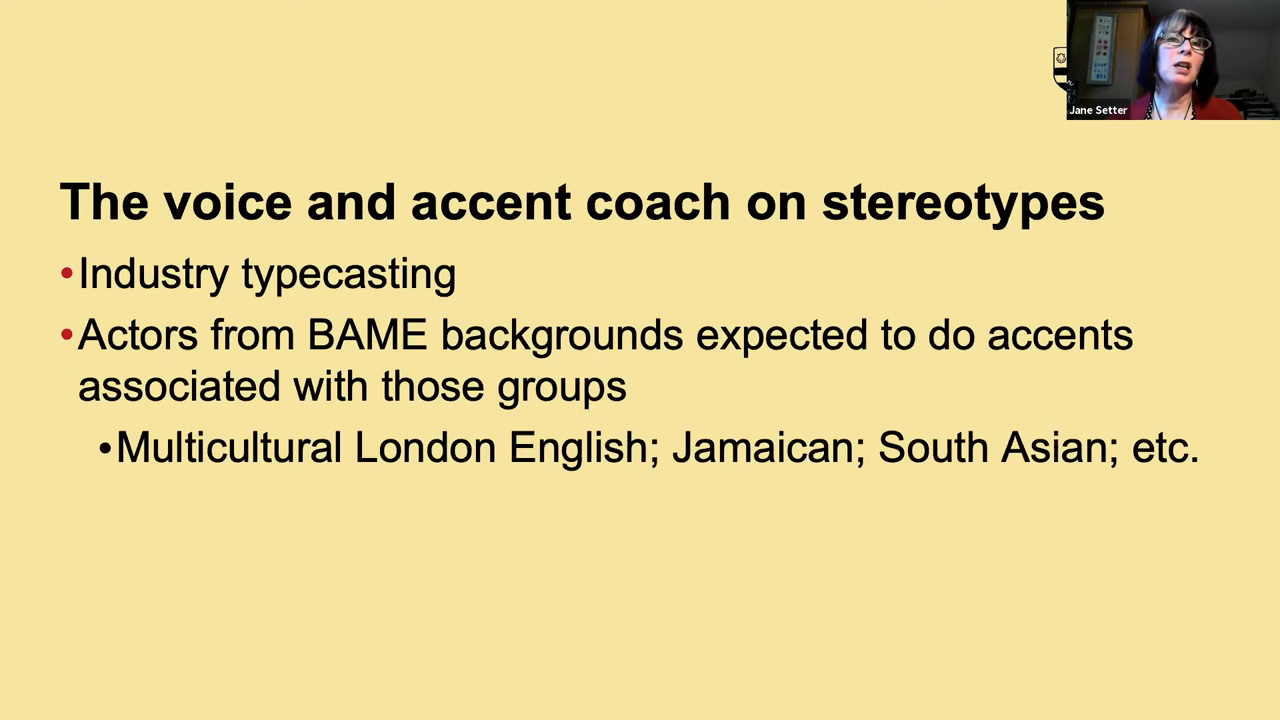 Jane Setter
The voice and accent coach on stereotypes
•Industry typecasting
•Actors from BAME backgrounds expected to do accents
associated with those groups
•Multicultural London English; Jamaican; South Asian; etc.